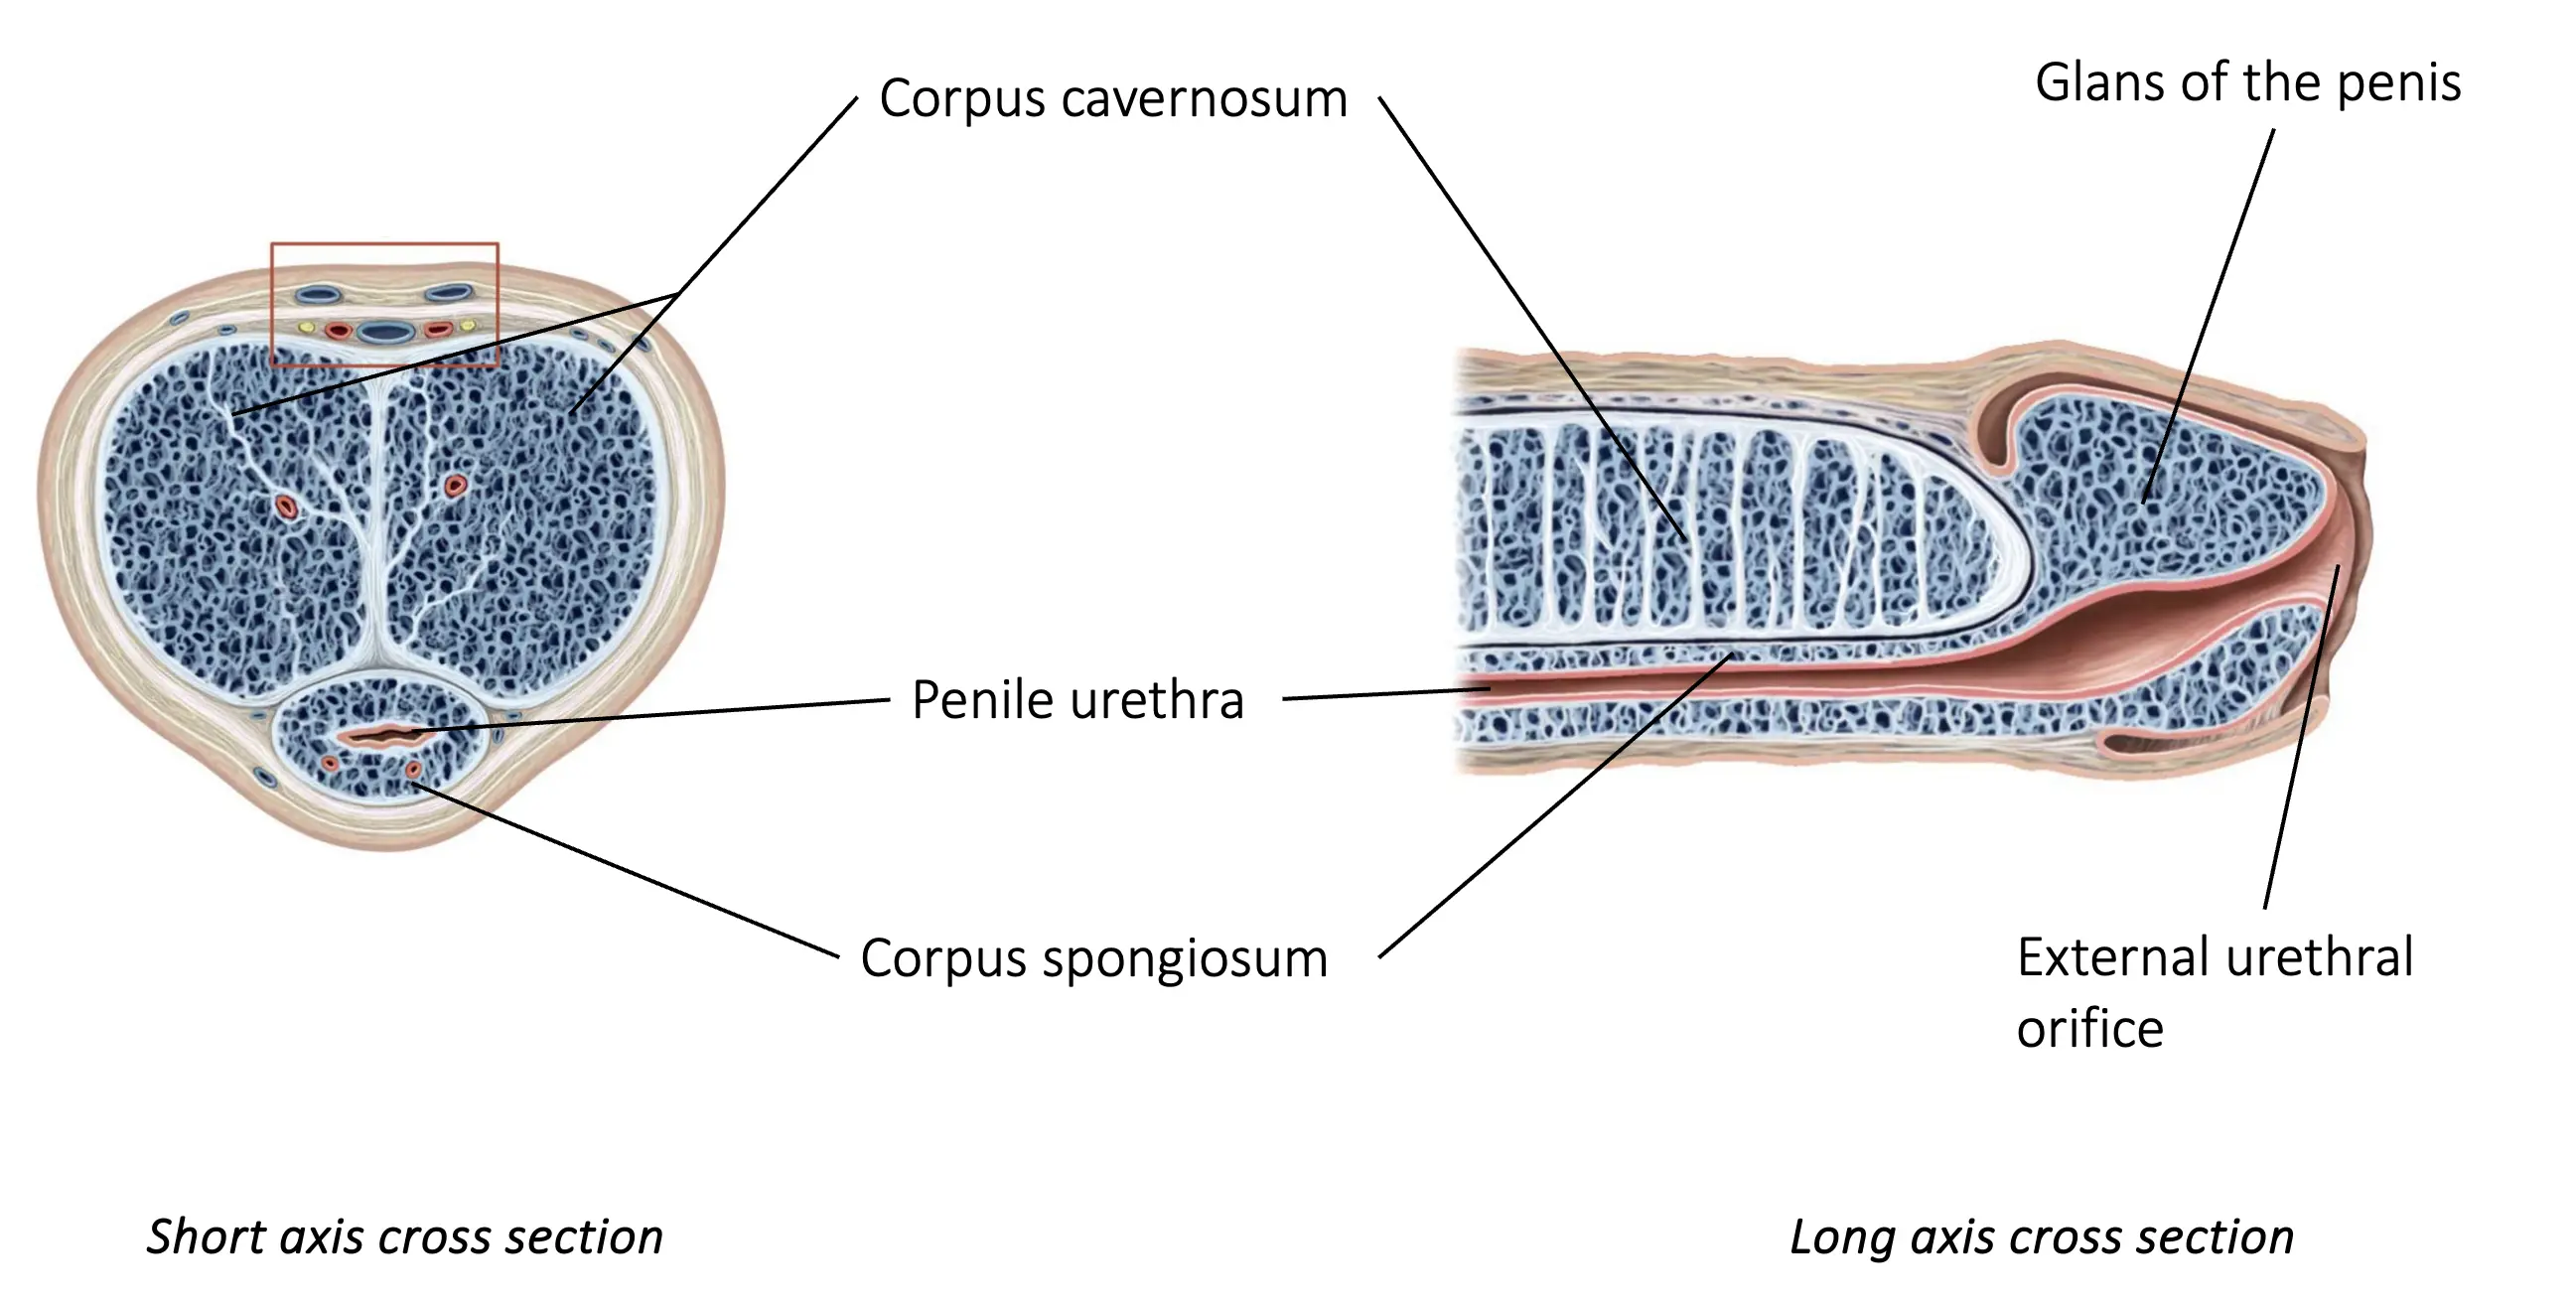 Corpus cavernosum
Glans of the penis
Penile urethra
Corpus spongiosum
External urethral
orifice
Short axis cross section
Long axis cross section